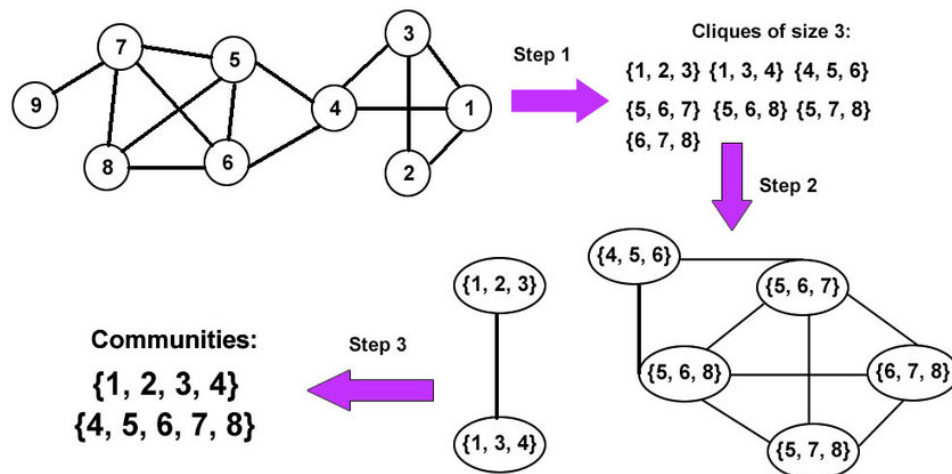 7
5
3
9
4
1
8
6
2
Step 1
Cliques of size 3:
{1, 2, 3} {1, 3, 4} {4, 5, 6}
{5, 6, 7} {5, 6, 8} {5, 7, 8}
{6, 7, 8}
Step 2
{4, 5, 6}
{5, 6, 7}
{5, 6, 8}
{6, 7, 8}
{5, 7, 8}
{1, 2, 3}
{1, 3, 4}
Step 3
Communities:
{1, 2, 3, 4}
{4, 5, 6, 7, 8}